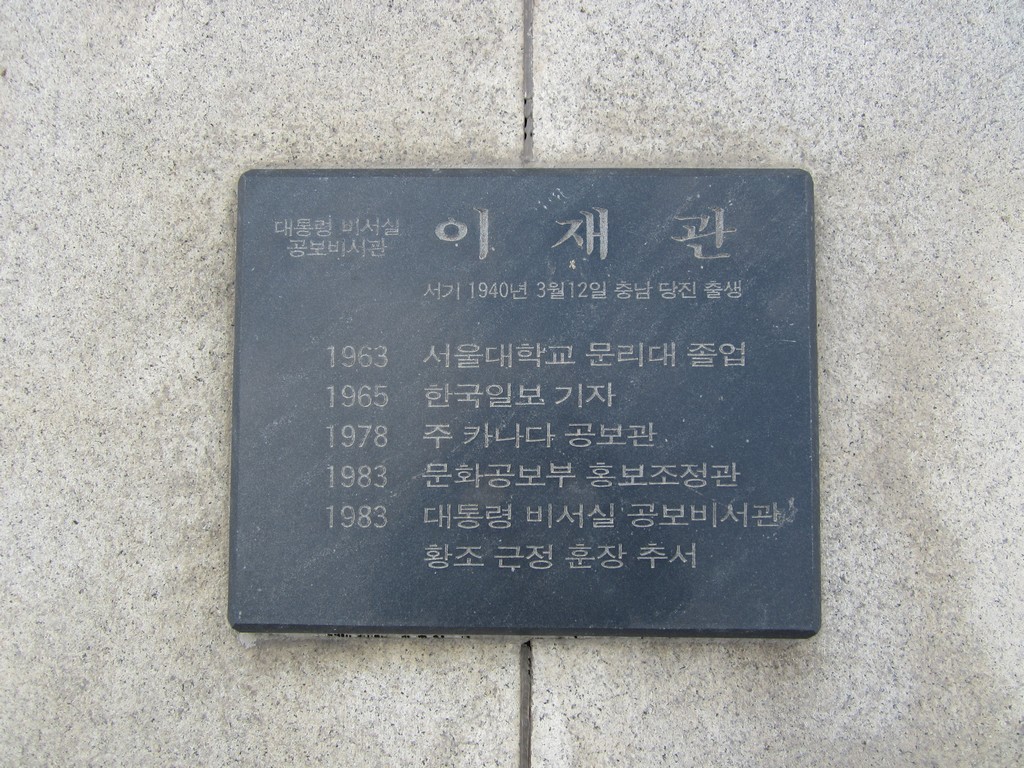 대통령 비서실
공보비서관
이 재 관
서기 1940년 3월12일 충남 당진 출생
1963 서울대학교 문리대 졸업
1965 한국일보 기자
1978 주 카나다 공보관
1983 문화공보부 홍보조정관
1983 대통령 비서실 공보비서관
황조 근정 훈장 추서